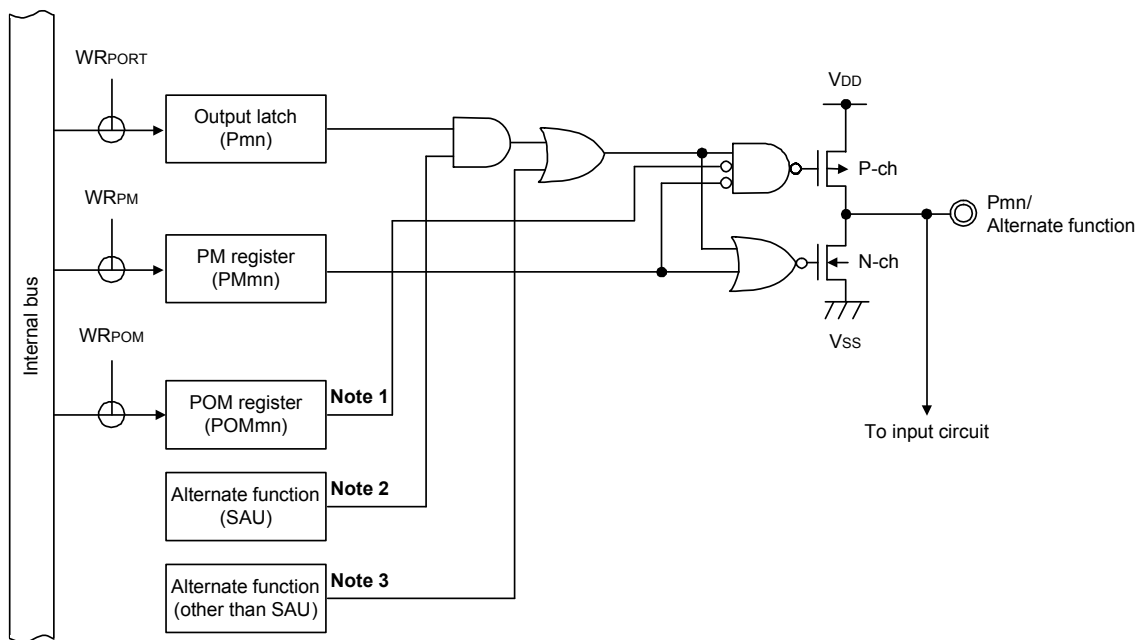 Internal bus
WRPORT
Output latch
(Pmn)
WRPM
PM register
(PMmn)
WRPOM
POM register
(POMmn)
Note 1
Alternate function
(SAU)
Note 2
Alternate function
(other than SAU)
Note 3
VDD
P-ch
Pmn/
Alternate function
N-ch
VSS
To input circuit